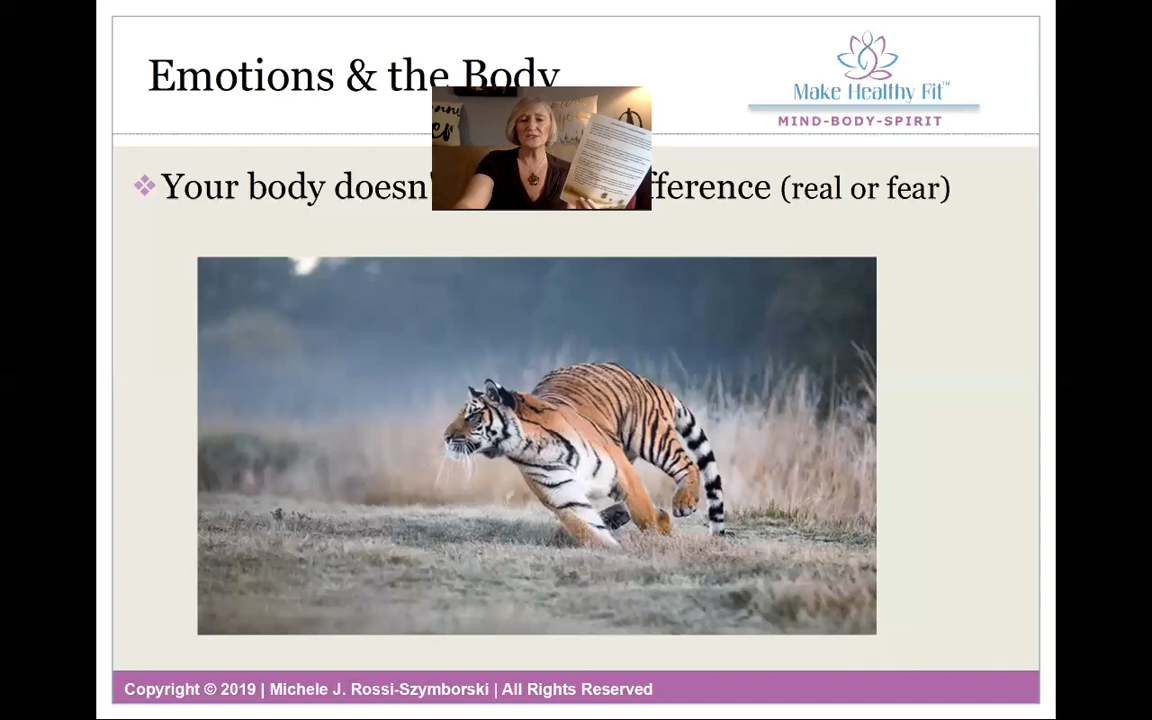 Emotions & the Body
Make Healthy Fit™
MIND-BODY-SPIRIT
Your body doesn' fference (real or fear)
Copyright © 2019 | Michele J. Rossi-Szymborski | All Rights Reserved